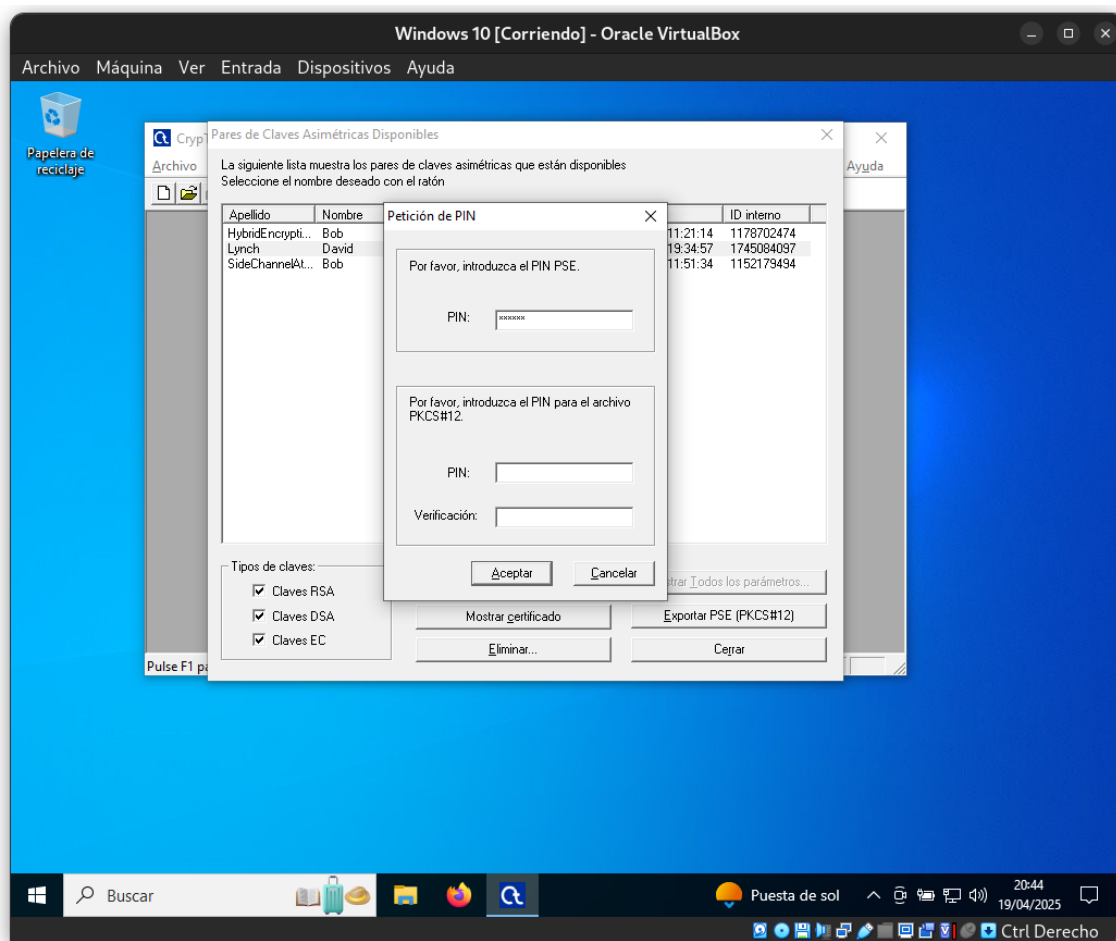 Windows 10 [Corriendo] - Oracle VirtualBox
Archivo Máquina Ver Entrada Dispositivos Ayuda
Papelera de
reciclaje
Pares de Claves Asimétricas Disponibles
Archivo
Ayuda
La siguiente lista muestra los pares de claves asimétricas que están disponibles
Seleccione el nombre deseado con el ratón
Apellido Nombre ID interno
HybridEncrypti... Bob 11:21:14 1178702474
Lynch David 19:34:57 1745084097
SideChannelAt... Bob 11:51:34 1152179494
Petición de PIN
Por favor, introduzca el PIN PSE.
PIN: ××××××
Por favor, introduzca el PIN para el archivo
PKCS#12.
PIN:
Verificación:
Aceptar Cancelar
Tipos de claves:
Claves RSA
Claves DSA
Claves EC
Todos los parámetros...
Mostrar certificado Exportar PSE (PKCS#12)
Eliminar... Cerrar
Pulse F1
Buscar
Puesta de sol
20:44
19/04/2025
Ctrl Derecho